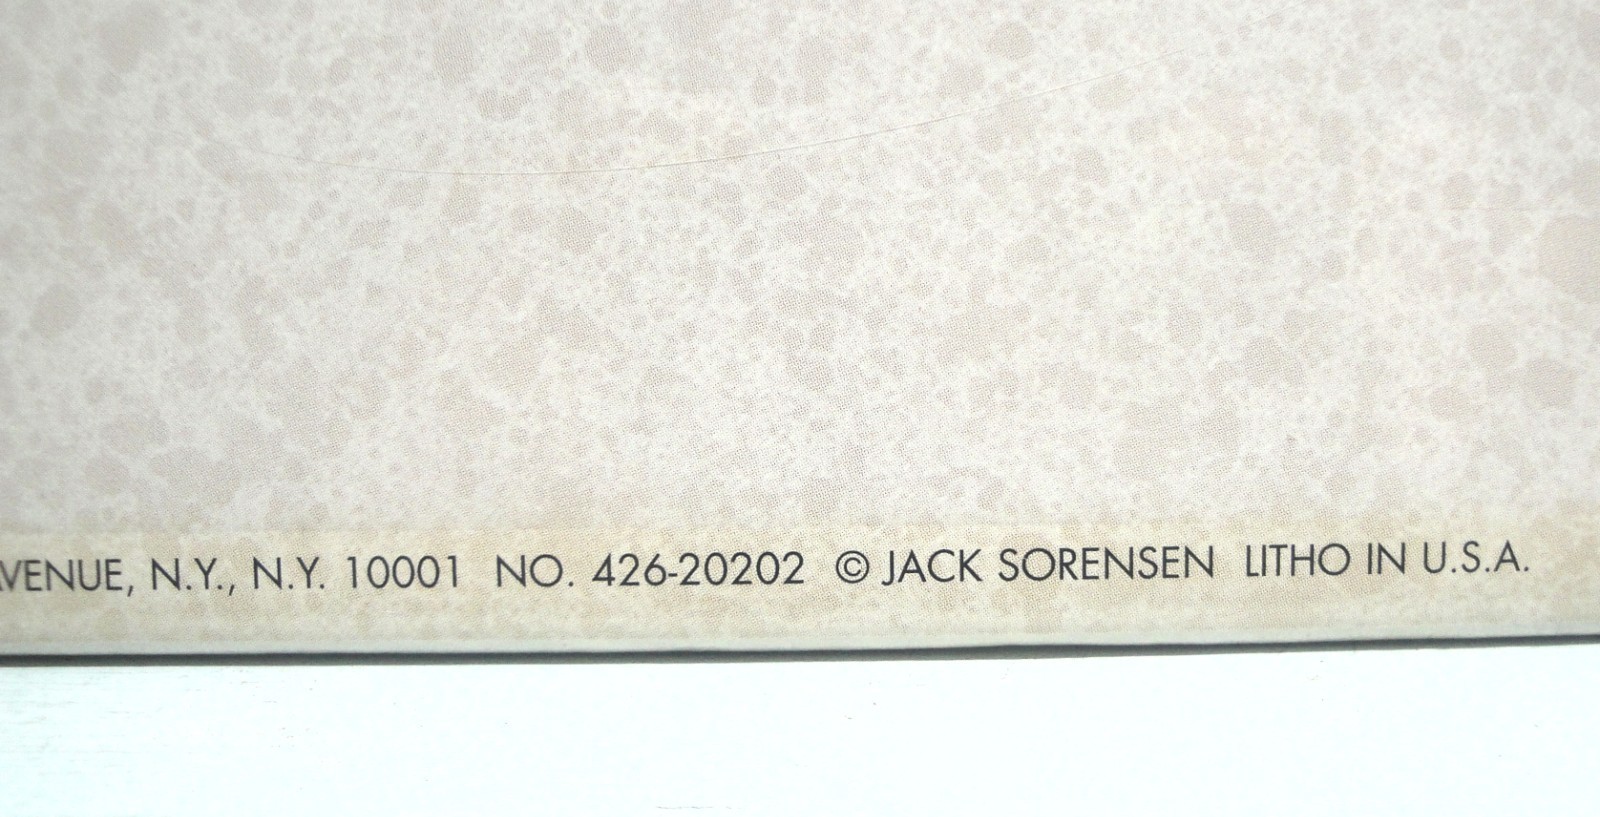 VENUE, N.Y., N.Y. 10001 NO. 426-20202 © JACK SORENSEN LITHO IN U.S.A.